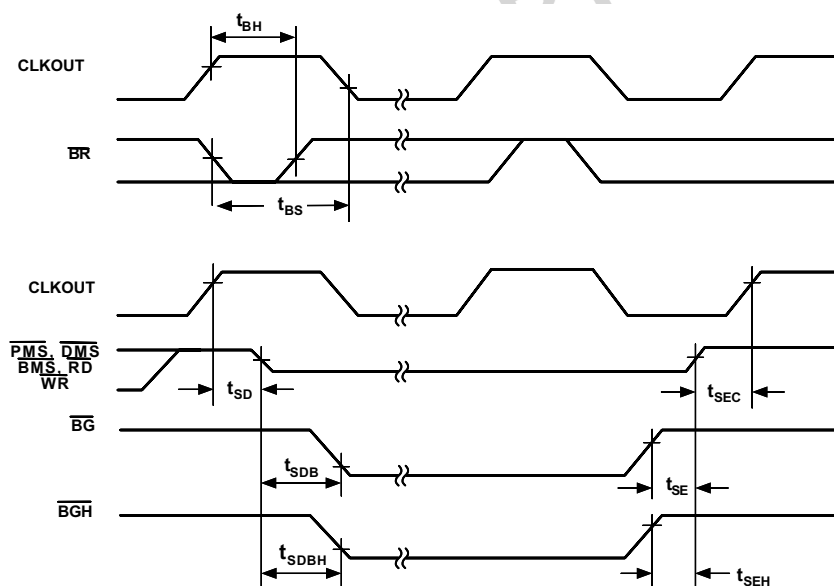 tBH
CLKOUT
BR
tBS
CLKOUT
PMS, DMS
BMS, RD
WR
tSD
tSEC
BG
tSDB
tSE
BGH
tSDBH
tSEH